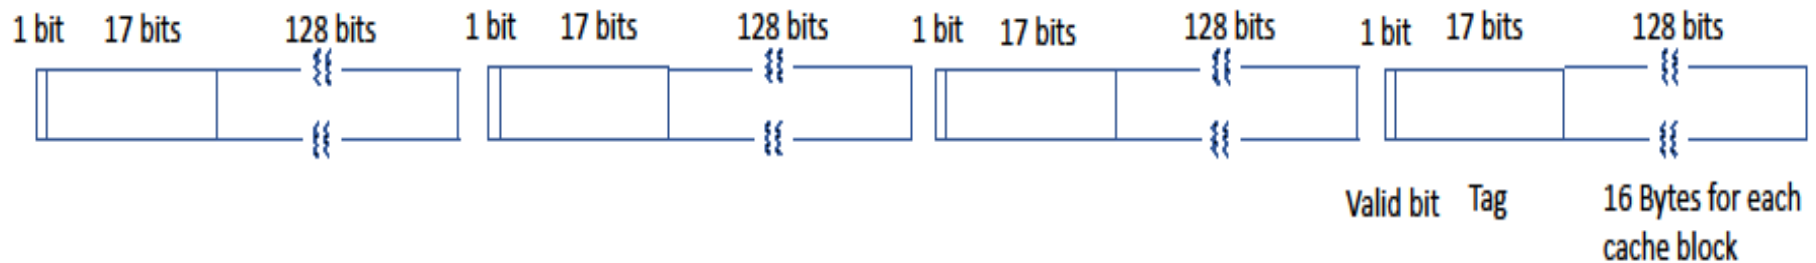 1 bit 17 bits 128 bits 1 bit 17 bits 128 bits 1 bit 17 bits 128 bits 1 bit 17 bits 128 bits
Valid bit Tag 16 Bytes for each
cache block